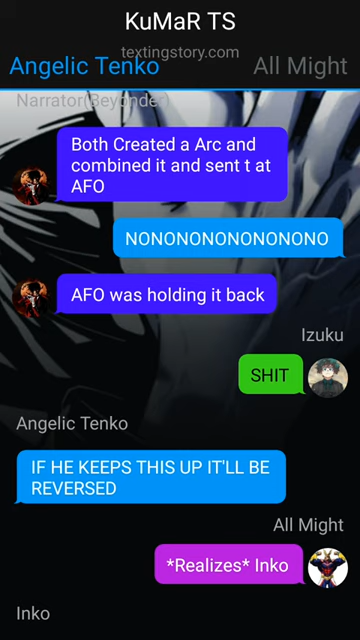 KuMaR TS
textingstory.com
Angelic Tenko
All Might
Narrator(Beyonder)
Both Created a Arc and
combined it and sent t at
AFO
NONONONONONONONO
AFO was holding it back
Izuku
SHIT
Angelic Tenko
IF HE KEEPS THIS UP IT'LL BE
REVERSED
All Might
*Realizes* Inko
Inko